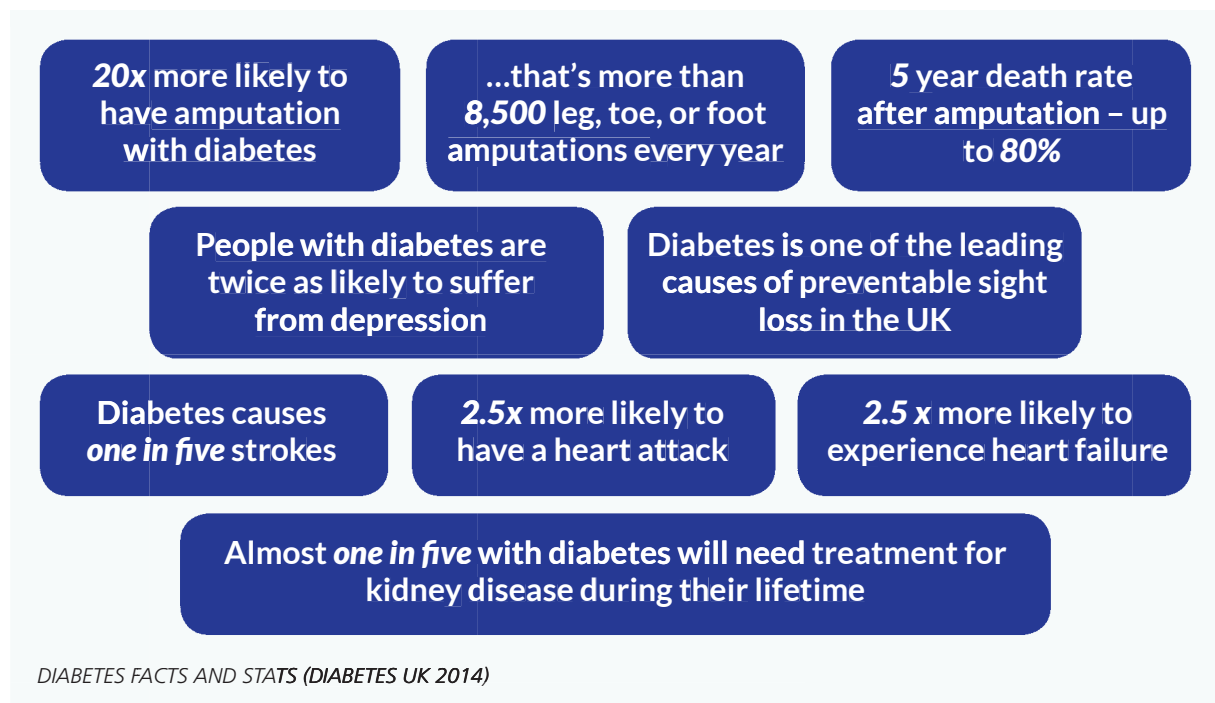 20x more likely to
have amputation
with diabetes
...that's more than
8,500 leg, toe, or foot
amputations every year
5 year death rate
after amputation – up
to 80%
People with diabetes are
twice as likely to suffer
from depression
Diabetes is one of the leading
causes of preventable sight
loss in the UK
Diabetes causes
one in five strokes
2.5x more likely to
have a heart attack
2.5 x more likely to
experience heart failure
Almost one in five with diabetes will need treatment for
kidney disease during their lifetime
DIABETES FACTS AND STATS (DIABETES UK 2014)